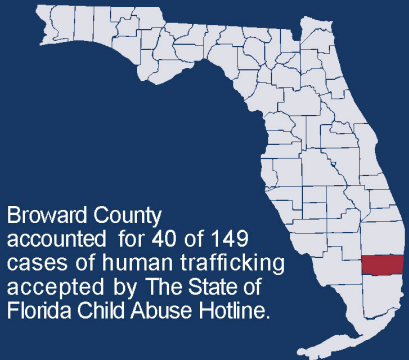 Broward County
accounted for 40 of 149
cases of human trafficking
accepted by The State of
Florida Child Abuse Hotline.